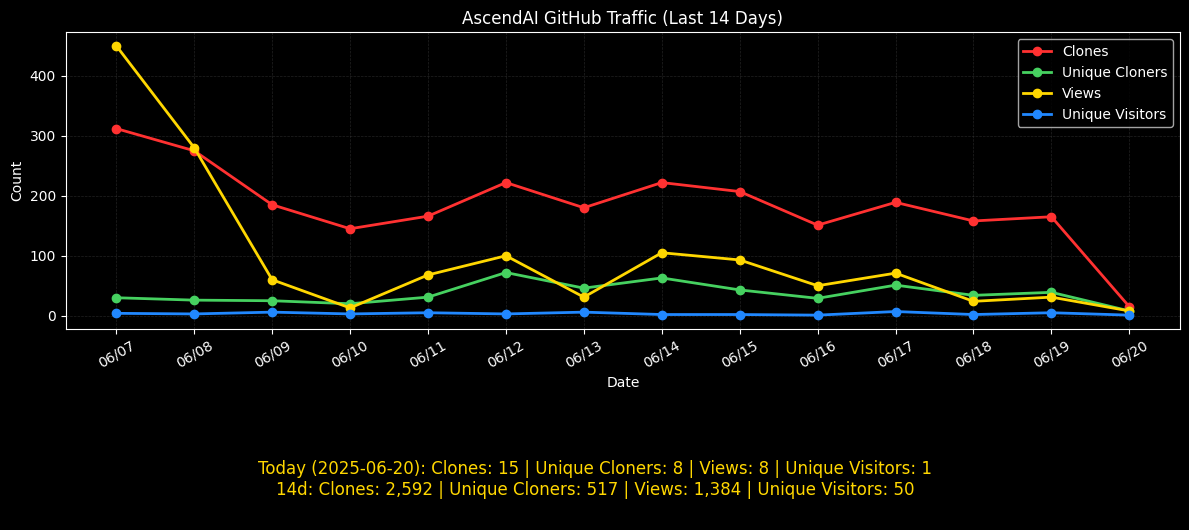 AscendAI GitHub Traffic (Last 14 Days)
Clones
Unique Cloners
Views
Unique Visitors
Count
400
300
200
100
0
06/07 06/08 06/09 06/10 06/11 06/12 06/13 06/14 06/15 06/16 06/17 06/18 06/19 06/20
Date
Today (2025-06-20): Clones: 15 | Unique Cloners: 8 | Views: 8 | Unique Visitors: 1
14d: Clones: 2,592 | Unique Cloners: 517 | Views: 1,384 | Unique Visitors: 50